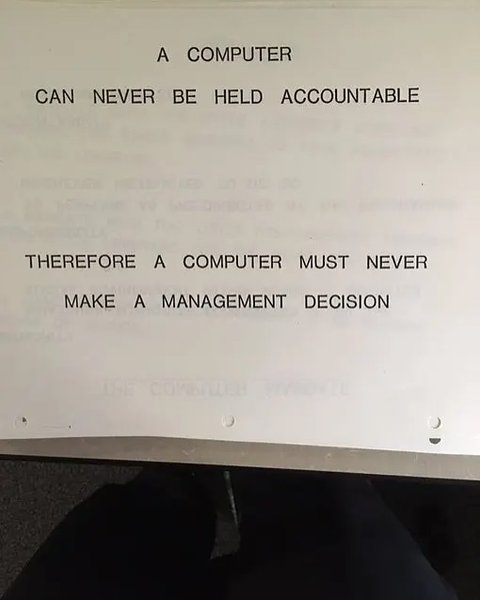 A COMPUTER
CAN NEVER BE HELD ACCOUNTABLE
THEREFORE A COMPUTER MUST NEVER
MAKE A MANAGEMENT DECISION